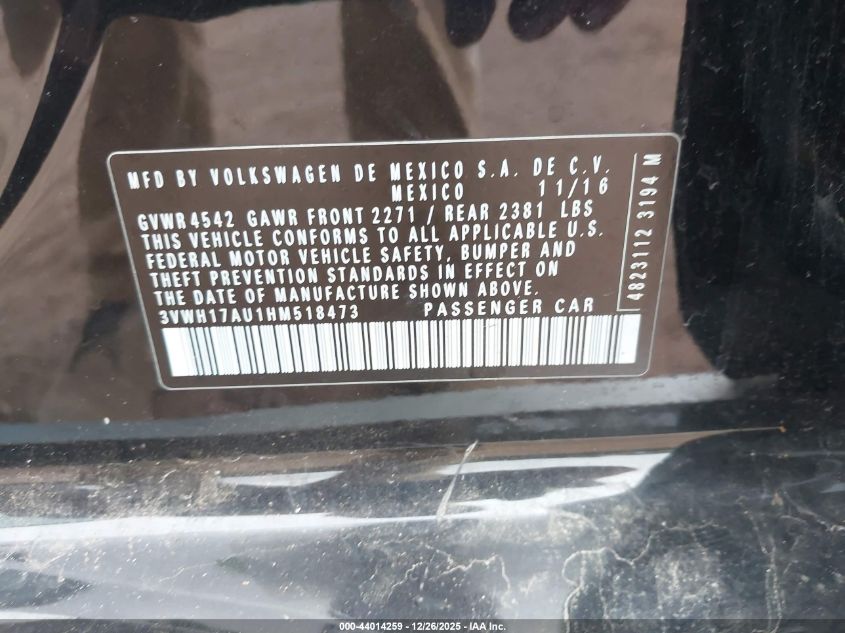 MFD BY VOLKSWAGEN DE MEXICO S.A. DE C.V.
MEXICO 11/16
GVWR 4542 GAWR FRONT 2271 / REAR 2381 LBS
THIS VEHICLE CONFORMS TO ALL APPLICABLE U.S.
FEDERAL MOTOR VEHICLE SAFETY, BUMPER AND
THEFT PREVENTION STANDARDS IN EFFECT ON
THE DATE OF MANUFACTURE SHOWN ABOVE.
3VWH17AU1HM518473 PASSENGER CAR
4823112 3194 M
000-44014259 - 12/26/2025 - IAA Inc.